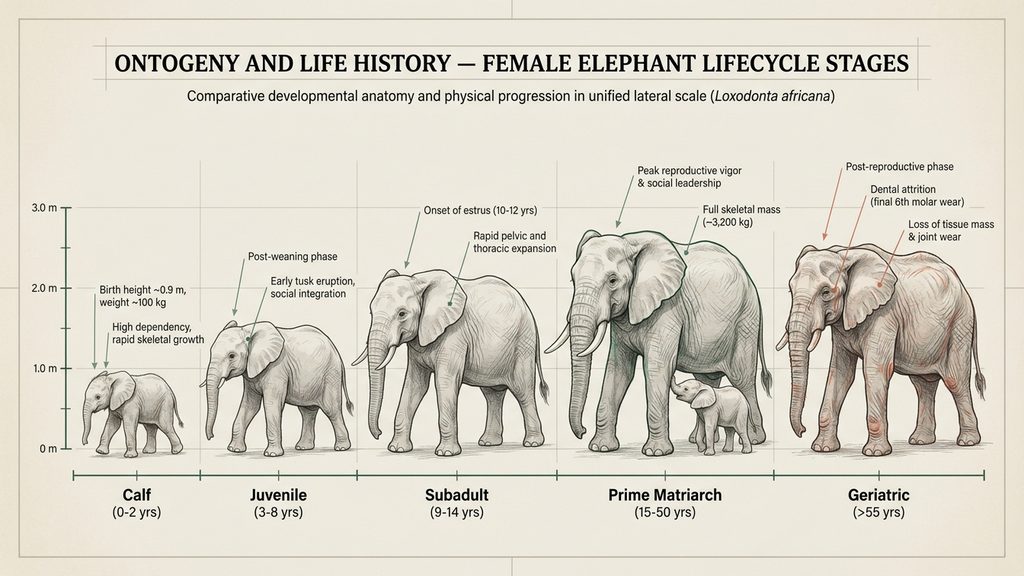 ONTOGENY AND LIFE HISTORY — FEMALE ELEPHANT LIFECYCLE STAGES
Comparative developmental anatomy and physical progression in unified lateral scale (Loxodonta africana)
3.0 m
2.0 m
1.0 m
0 m
Birth height ~0.9 m,
weight ~100 kg
High dependency,
rapid skeletal growth
Post-weaning phase
Early tusk eruption,
social integration
Onset of estrus (10-12 yrs)
Rapid pelvic and
thoracic expansion
Peak reproductive vigor
& social leadership
Full skeletal mass
(~3,200 kg)
Post-reproductive phase
Dental attrition
(final 6th molar wear)
Loss of tissue mass
& joint wear
Calf
(0-2 yrs)
Juvenile
(3-8 yrs)
Subadult
(9-14 yrs)
Prime Matriarch
(15-50 yrs)
Geriatric
(>55 yrs)